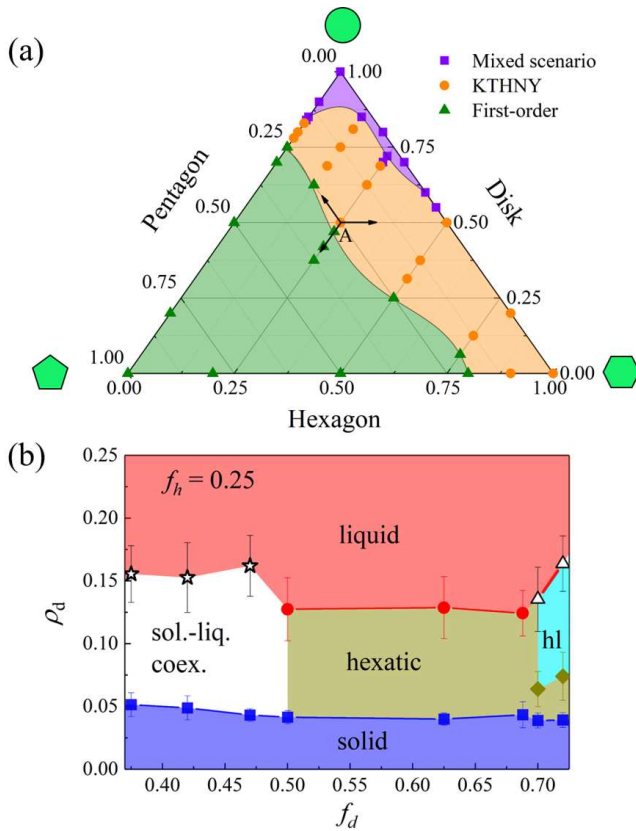 (a)
0.00
1.00
Mixed scenario
KTHNY
First-order
0.25
0.75
Pentagon
Disk
0.50
0.50
A
0.75
0.25
1.00
0.00
0.00
0.25
0.50
0.75
1.00
Hexagon
(b)
0.25
0.20
0.15
0.10
0.05
0.00
ρd
fh = 0.25
liquid
sol.-liq.
coex.
hexatic
hl
solid
0.40
0.45
0.50
0.55
0.60
0.65
0.70
fd